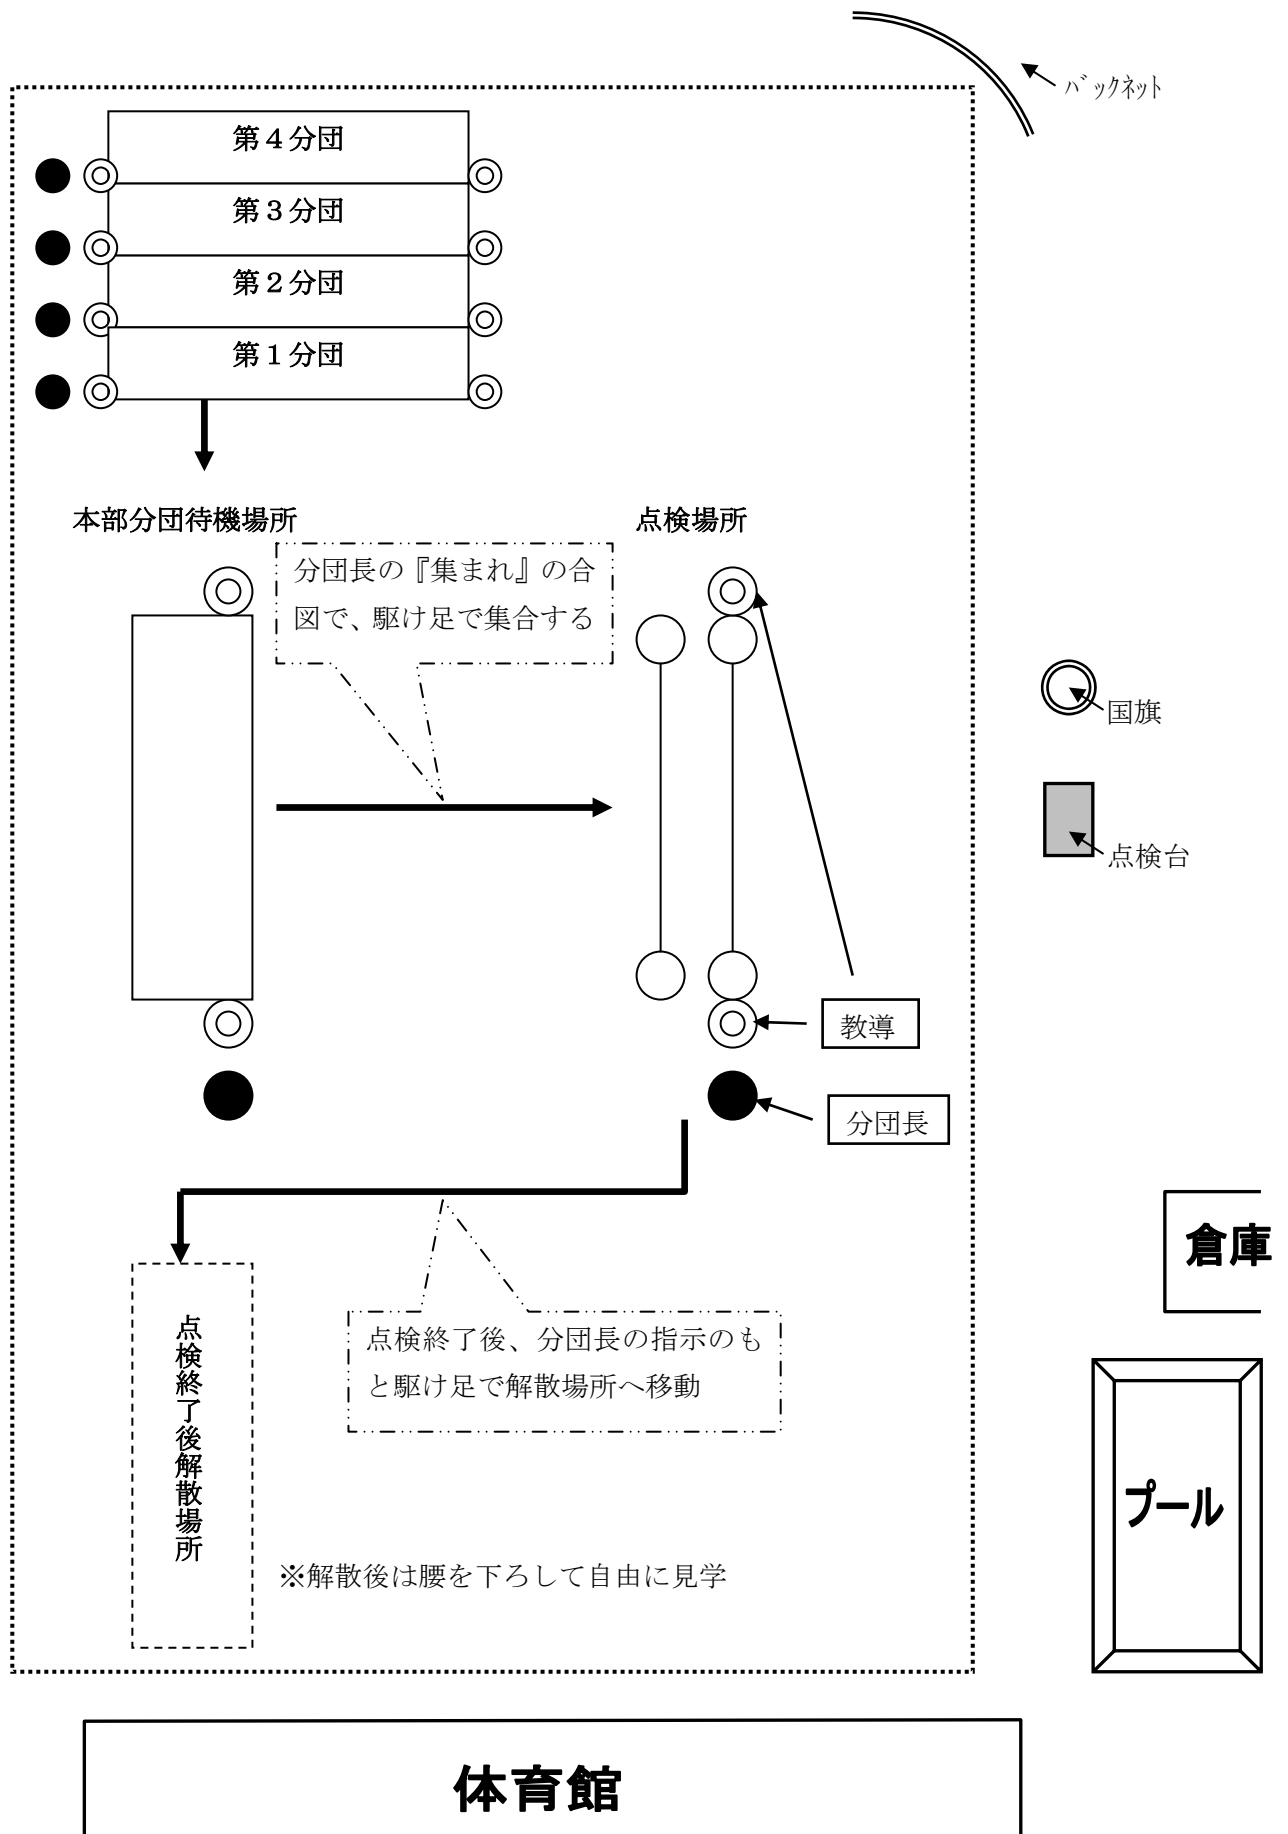 バックネット
第４分団
第３分団
第２分団
第１分団
本部分団待機場所
点検場所
分団長の『集まれ』の合
図で、駆け足で集合する
国旗
点検台
教導
分団長
倉庫
点検終了後、分団長の指示のも
と駆け足で解散場所へ移動
点検終了後解散場所
プール
※解散後は腰を下ろして自由に見学
体育館